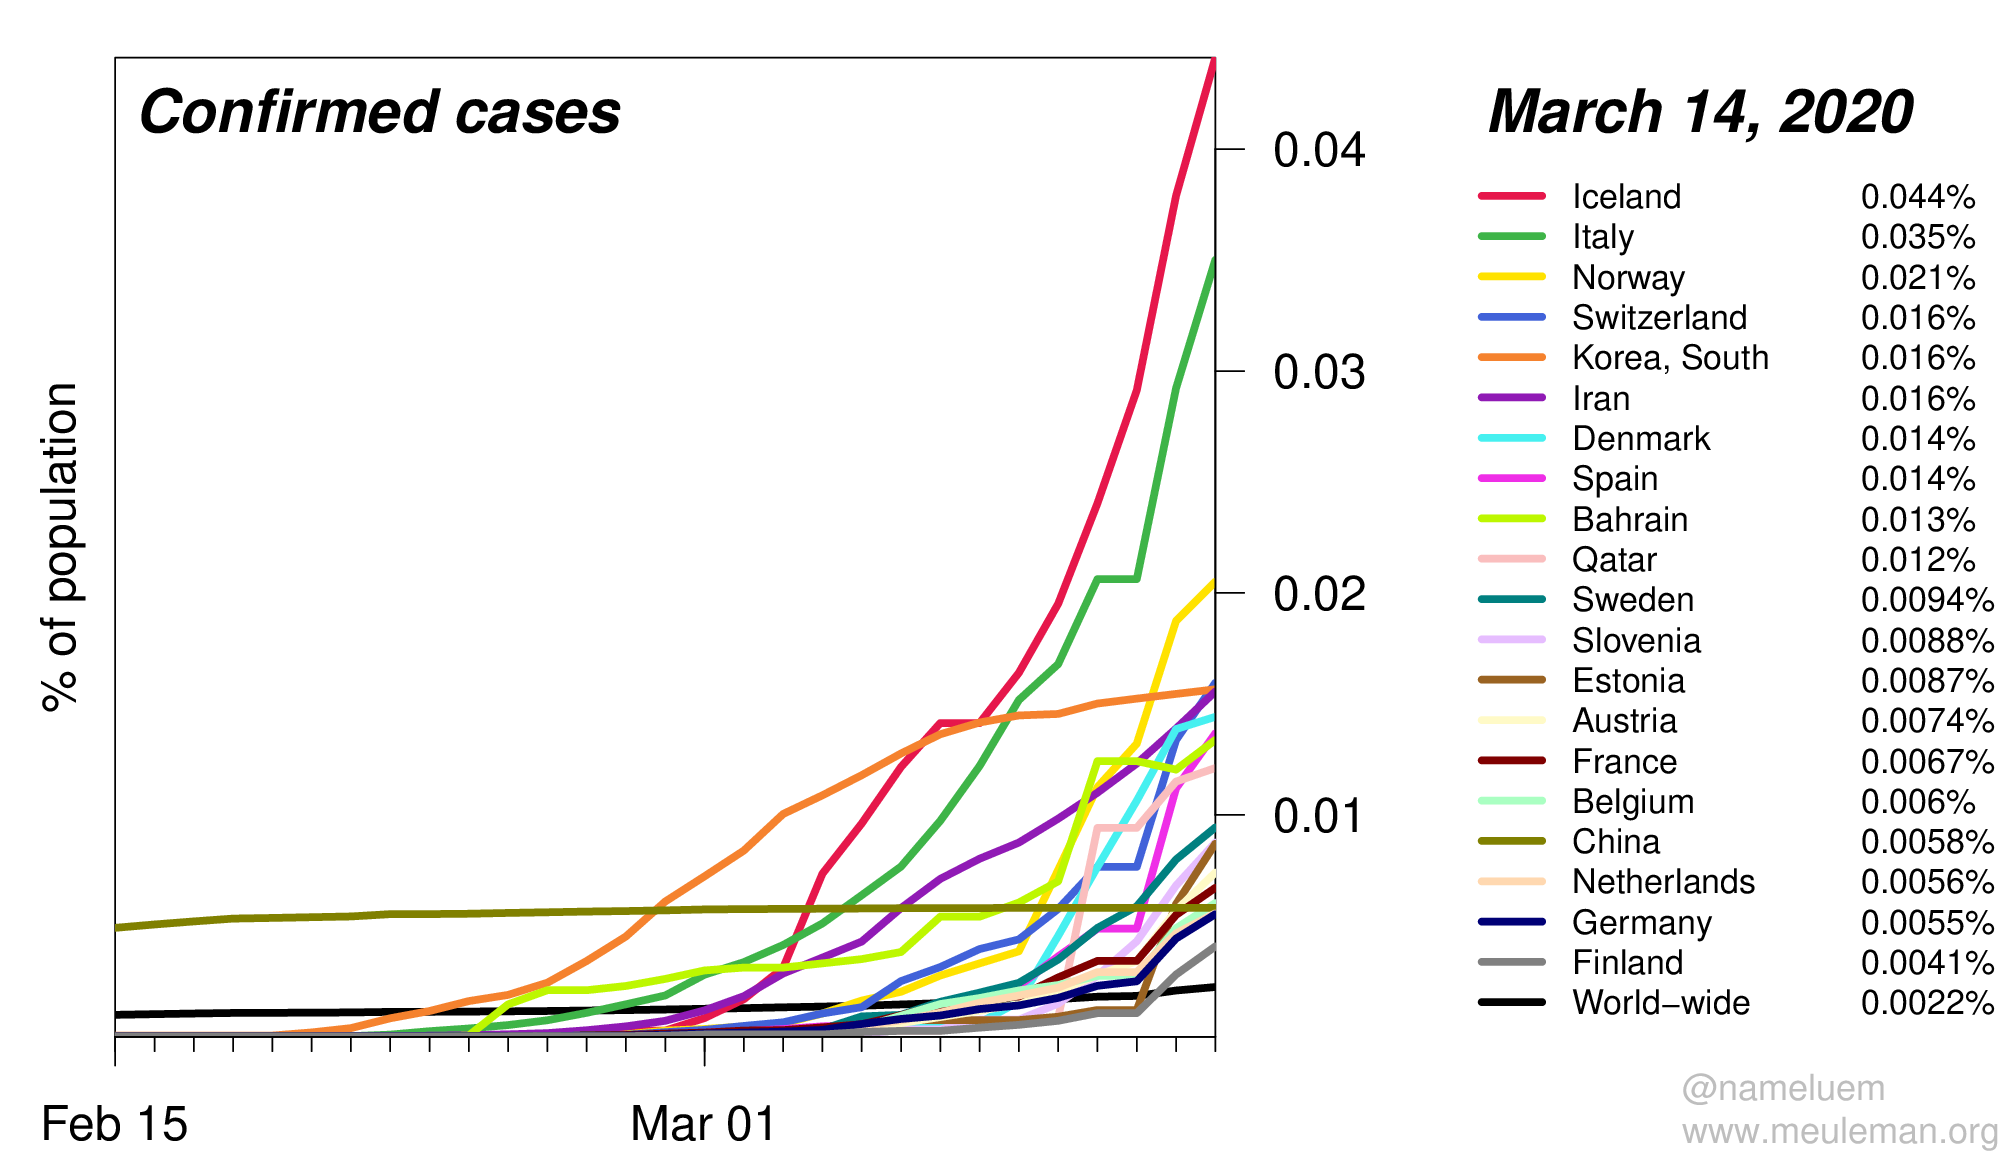 Confirmed cases
March 14, 2020
% of population
0.04
0.03
0.02
0.01
Feb 15
Mar 01
Iceland 0.044%
Italy 0.035%
Norway 0.021%
Switzerland 0.016%
Korea, South 0.016%
Iran 0.016%
Denmark 0.014%
Spain 0.014%
Bahrain 0.013%
Qatar 0.012%
Sweden 0.0094%
Slovenia 0.0088%
Estonia 0.0087%
Austria 0.0074%
France 0.0067%
Belgium 0.006%
China 0.0058%
Netherlands 0.0056%
Germany 0.0055%
Finland 0.0041%
World−wide 0.0022%
@nameluem
www.meuleman.org